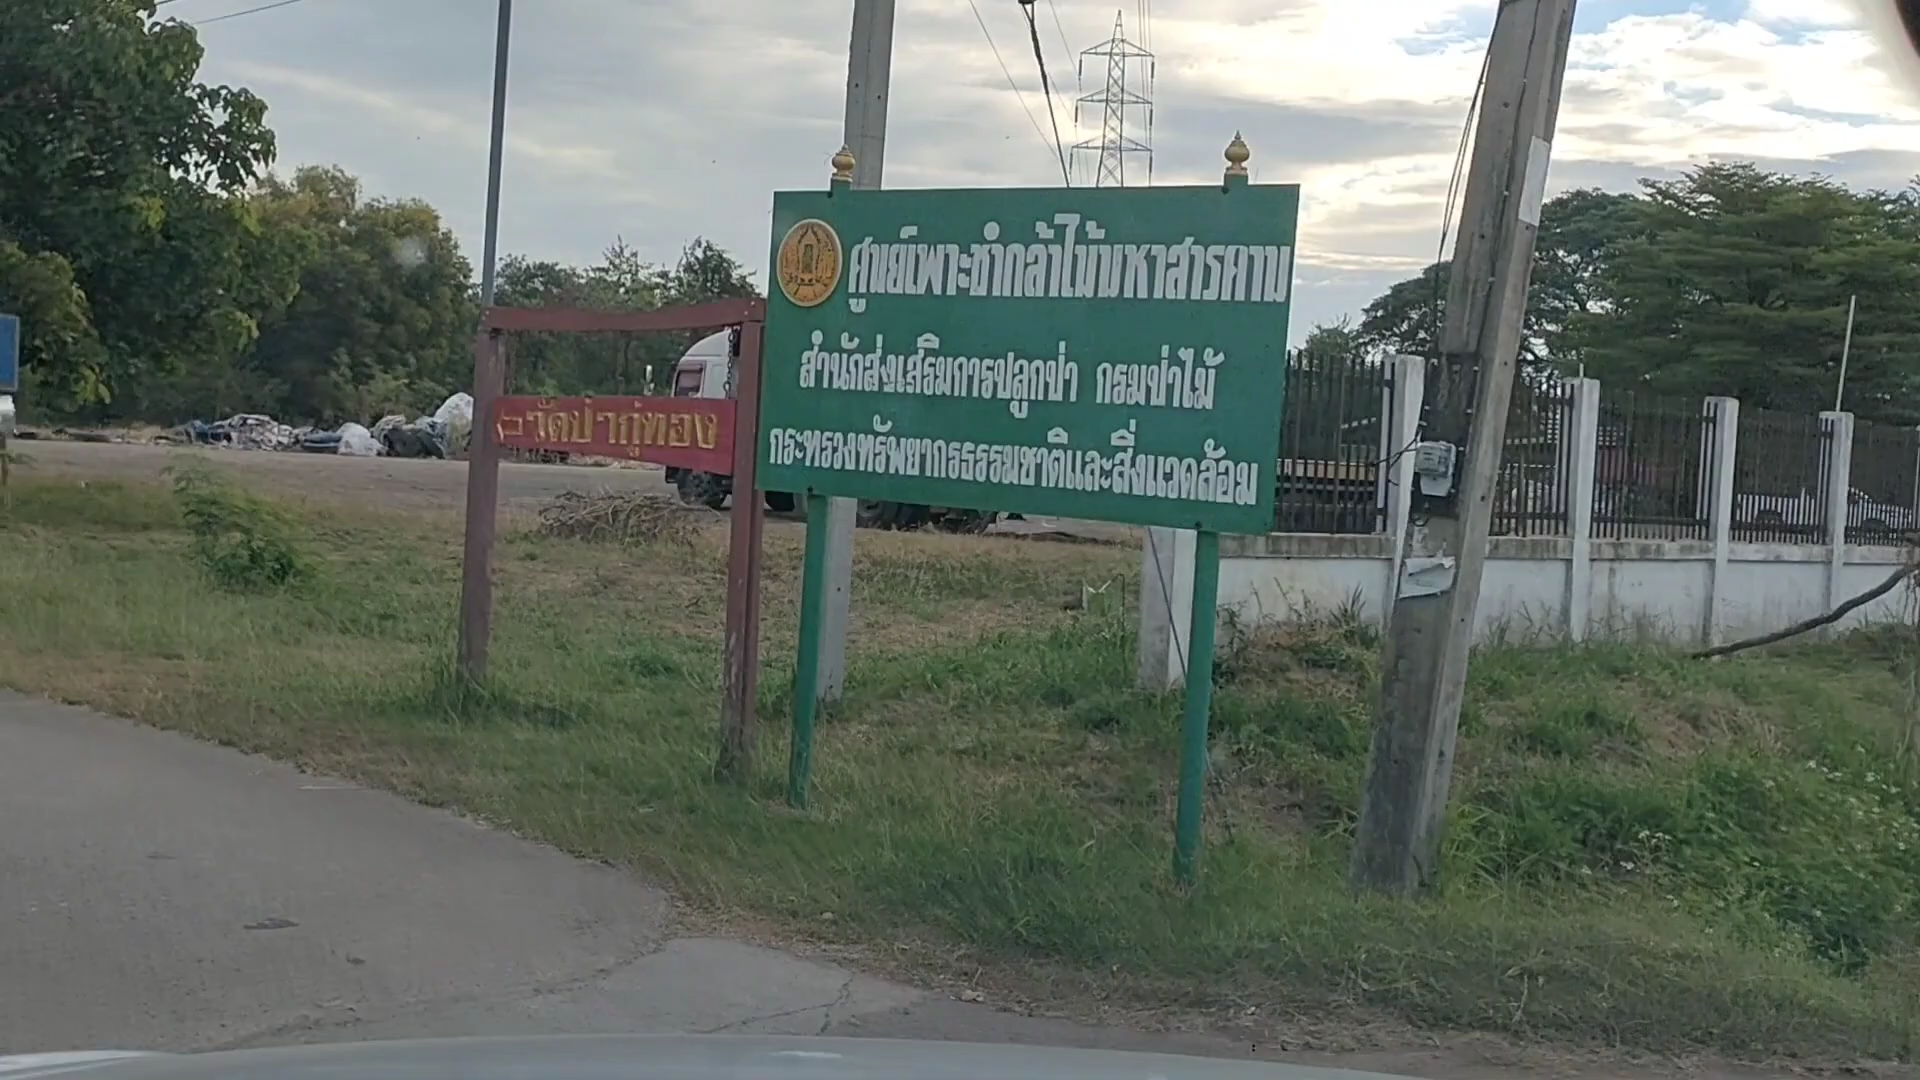 ศูนย์เพาะชำกล้าไม้มหาสารคาม
สำนักส่งเสริมการปลูกป่า กรมป่าไม้
กระทรวงทรัพยากรธรรมชาติและสิ่งแวดล้อม
วัดป่ากู่ทอง